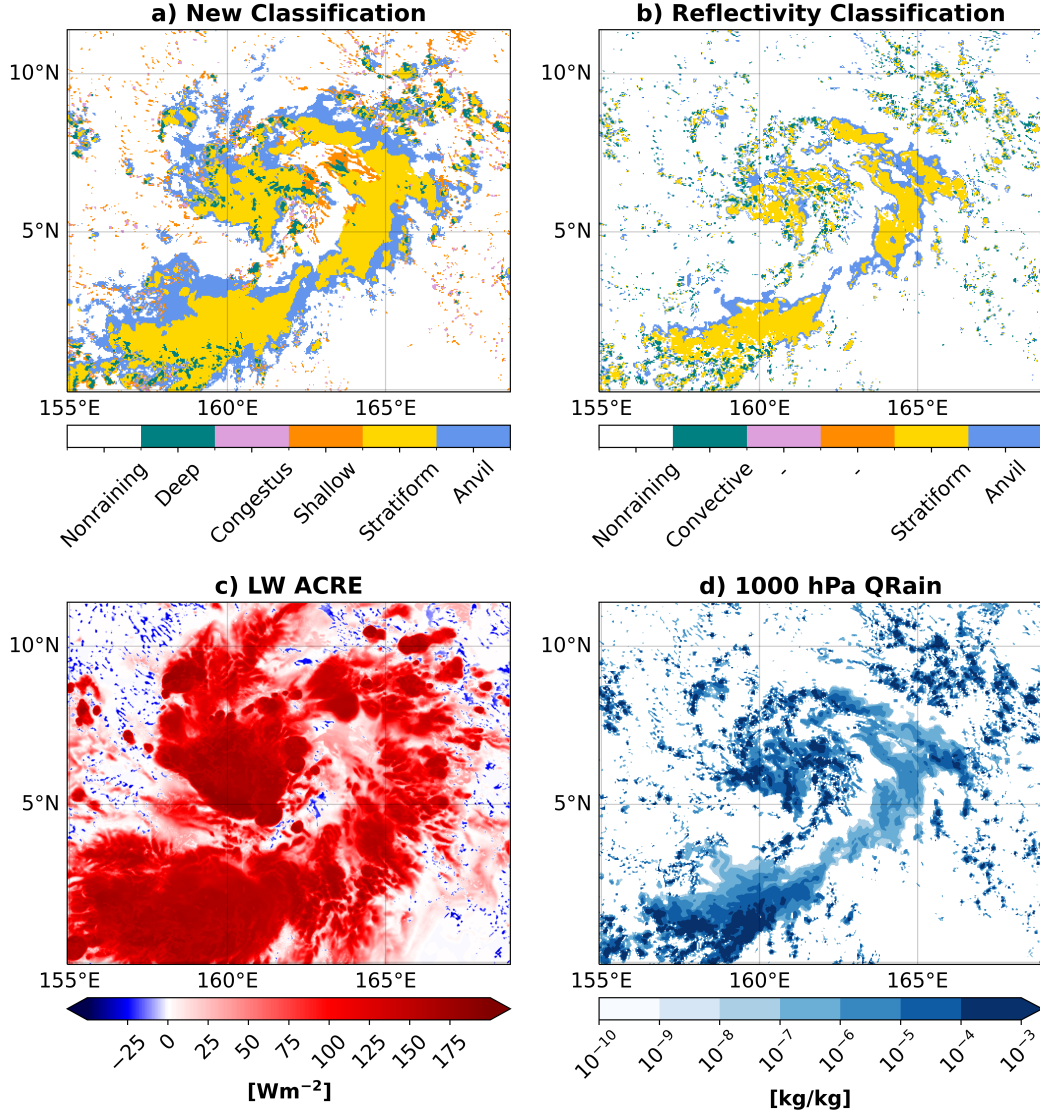 a) New Classification
b) Reflectivity Classification
10°N
5°N
155°E 160°E 165°E
10°N
5°N
155°E 160°E 165°E
Nonraining Deep Congestus Shallow Stratiform Anvil
Nonraining Convective - - Stratiform Anvil
c) LW ACRE
d) 1000 hPa QRain
10°N
5°N
155°E 160°E 165°E
10°N
5°N
155°E 160°E 165°E
−25 0 25 50 75 100 125 150 175
[Wm⁻²]
10⁻¹⁰ 10⁻⁹ 10⁻⁸ 10⁻⁷ 10⁻⁶ 10⁻⁵ 10⁻⁴ 10⁻³
[kg/kg]